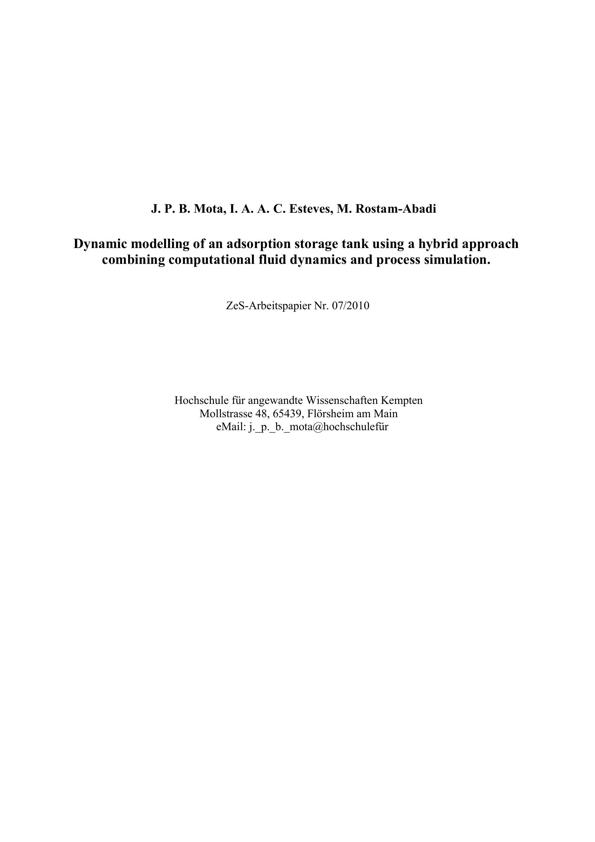 J. P. B. Mota, I. A. A. C. Esteves, M. Rostam-Abadi
Dynamic modelling of an adsorption storage tank using a hybrid approach
combining computational fluid dynamics and process simulation.
ZeS-Arbeitspapier Nr. 07/2010
Hochschule für angewandte Wissenschaften Kempten
Mollstrasse 48, 65439, Flörsheim am Main
eMail: j._p._b._mota@hochschulefür